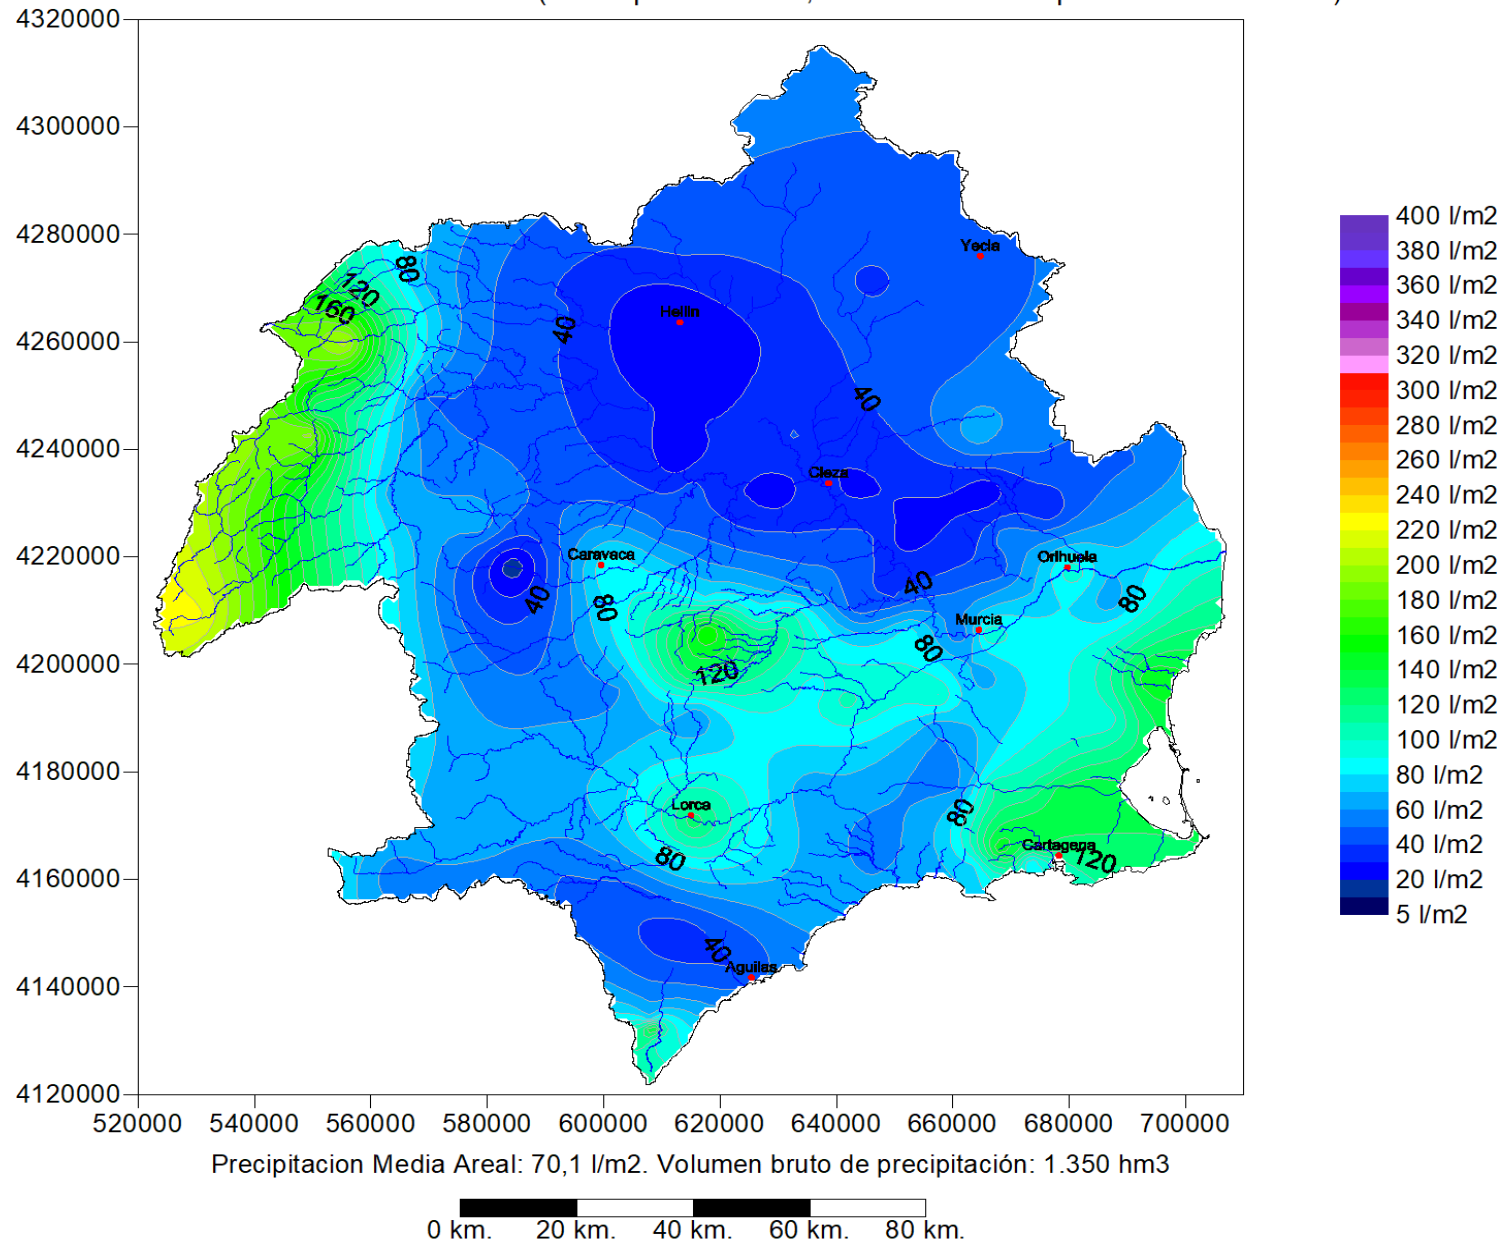 4320000
4300000
4280000
4260000
4240000
4220000
4200000
4180000
4160000
4140000
4120000
520000 540000 560000 580000 600000 620000 640000 660000 680000 700000
Yecla
80
120
160
Hellin
40
40
Cieza
Caravaca
Orihuela
40
40
80
80
Murcia
80
120
Lorca
80
80
Cartagena
120
40
Aguilas
400 l/m2
380 l/m2
360 l/m2
340 l/m2
320 l/m2
300 l/m2
280 l/m2
260 l/m2
240 l/m2
220 l/m2
200 l/m2
180 l/m2
160 l/m2
140 l/m2
120 l/m2
100 l/m2
80 l/m2
60 l/m2
40 l/m2
20 l/m2
5 l/m2
Precipitacion Media Areal: 70,1 l/m2. Volumen bruto de precipitación: 1.350 hm3
0 km. 20 km. 40 km. 60 km. 80 km.